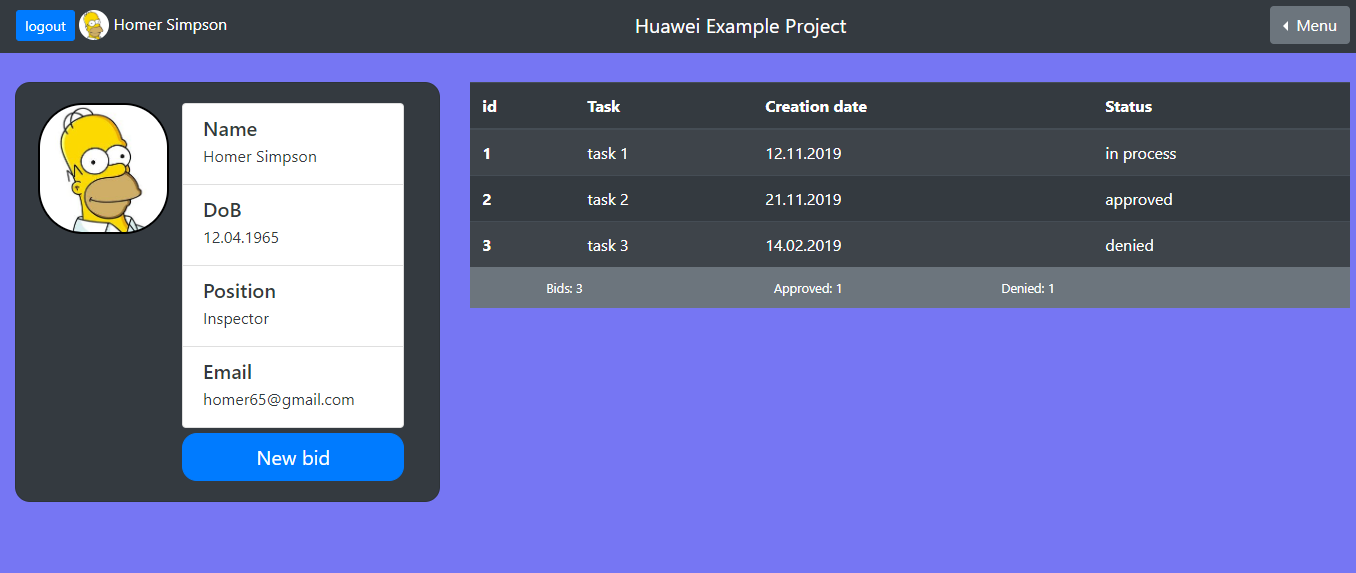 logout Homer Simpson Huawei Example Project Menu
Name
Homer Simpson
DoB
12.04.1965
Position
Inspector
Email
homer65@gmail.com
New bid
id Task Creation date Status
1 task 1 12.11.2019 in process
2 task 2 21.11.2019 approved
3 task 3 14.02.2019 denied
Bids: 3 Approved: 1 Denied: 1